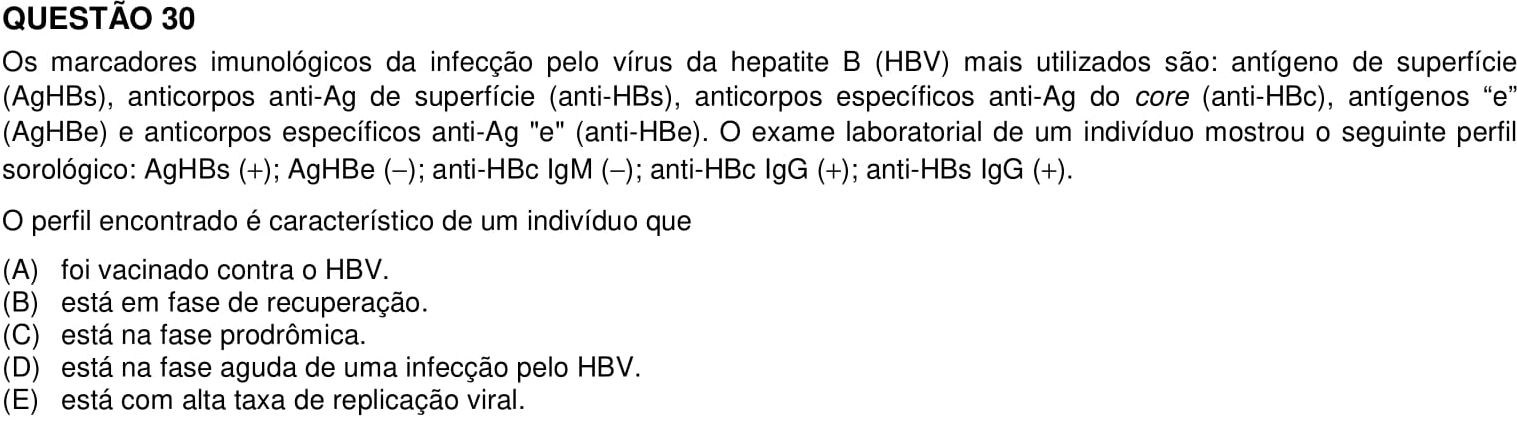 QUESTÃO 30
Os marcadores imunológicos da infecção pelo vírus da hepatite B (HBV) mais utilizados são: antígeno de superfície
(AgHBs), anticorpos anti-Ag de superfície (anti-HBs), anticorpos específicos anti-Ag do core (anti-HBc), antígenos “e”
(AgHBe) e anticorpos específicos anti-Ag "e" (anti-HBe). O exame laboratorial de um indivíduo mostrou o seguinte perfil
sorológico: AgHBs (+); AgHBe (–); anti-HBc IgM (–); anti-HBc IgG (+); anti-HBs IgG (+).
O perfil encontrado é característico de um indivíduo que
(A) foi vacinado contra o HBV.
(B) está em fase de recuperação.
(C) está na fase prodrômica.
(D) está na fase aguda de uma infecção pelo HBV.
(E) está com alta taxa de replicação viral.